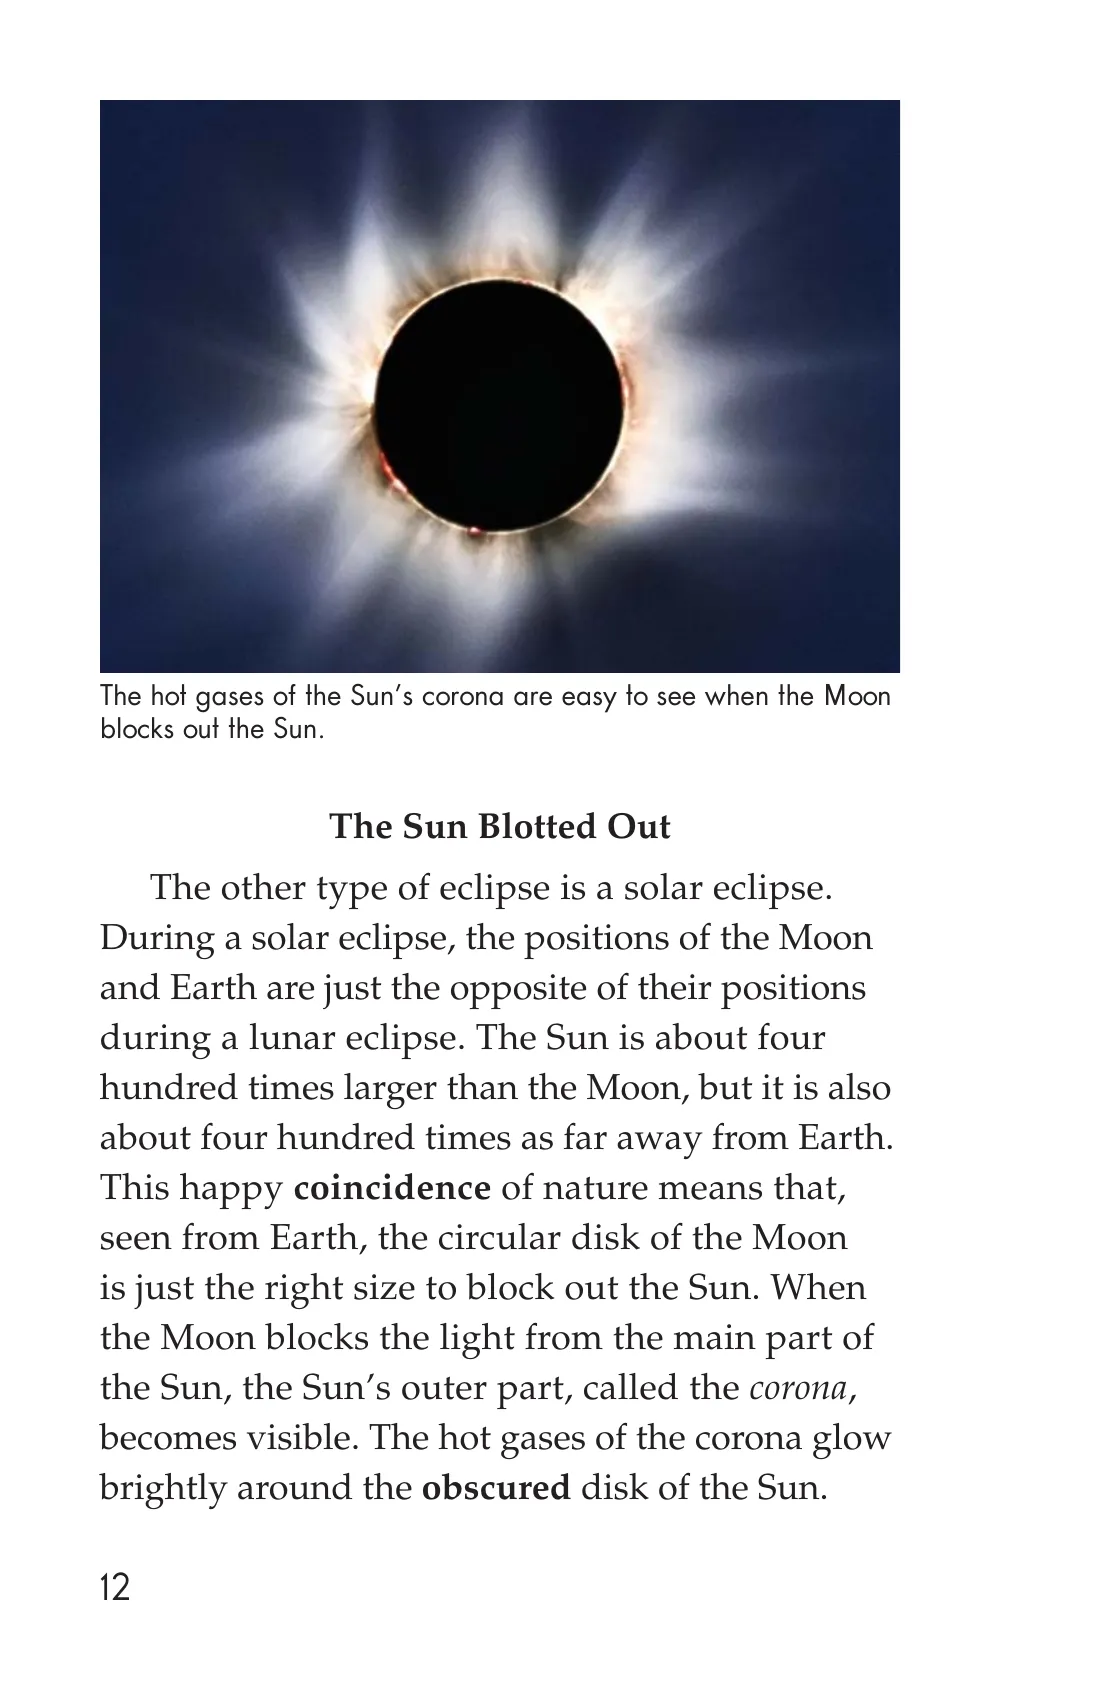 The hot gases of the Sun’s corona are easy to see when the Moon
blocks out the Sun.
The Sun Blotted Out
The other type of eclipse is a solar eclipse.
During a solar eclipse, the positions of the Moon
and Earth are just the opposite of their positions
during a lunar eclipse. The Sun is about four
hundred times larger than the Moon, but it is also
about four hundred times as far away from Earth.
This happy coincidence of nature means that,
seen from Earth, the circular disk of the Moon
is just the right size to block out the Sun. When
the Moon blocks the light from the main part of
the Sun, the Sun’s outer part, called the corona,
becomes visible. The hot gases of the corona glow
brightly around the obscured disk of the Sun.
12